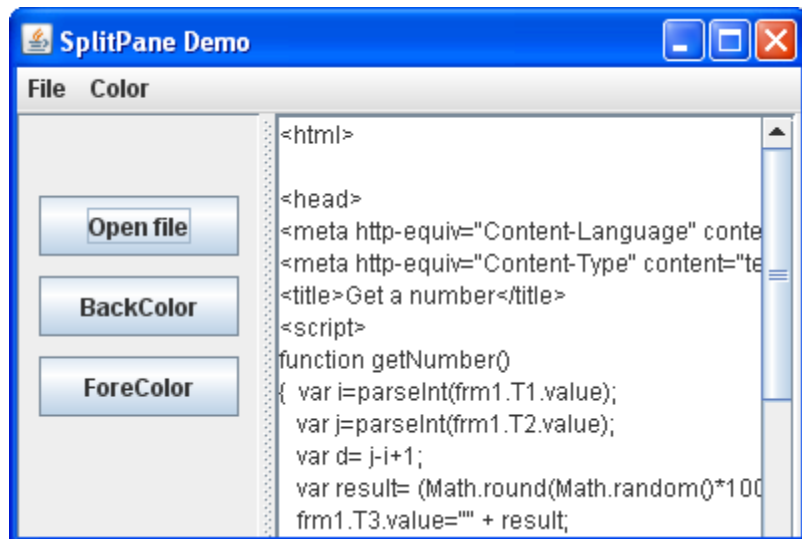 SplitPane Demo
File Color
Open file
BackColor
ForeColor
<html>
<head>
<meta http-equiv="Content-Language" conte
<meta http-equiv="Content-Type" content="te
<title>Get a number</title>
<script>
function getNumber()
{ var i=parseInt(frm1.T1.value);
var j=parseInt(frm1.T2.value);
var d= j-i+1;
var result= (Math.round(Math.random()*100
frm1.T3.value="" + result;